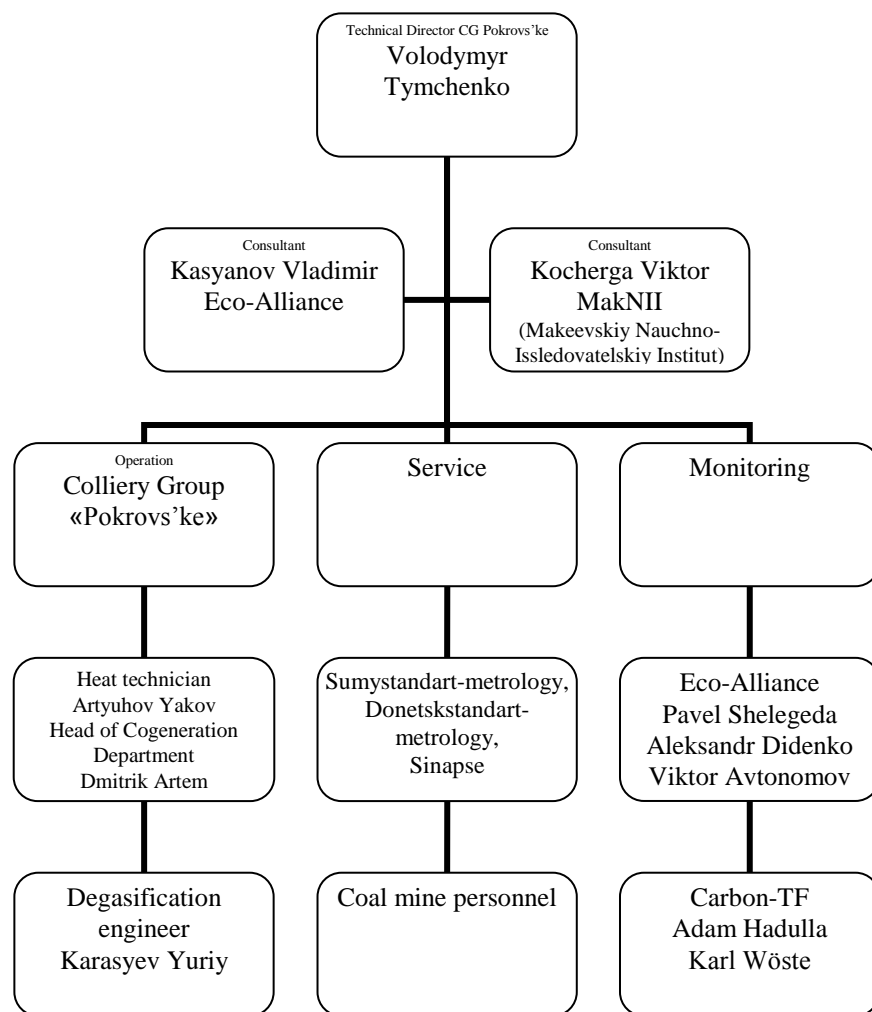 Technical Director CG Pokrovs’ke
Volodymyr
Tymchenko
Consultant
Kasyanov Vladimir
Eco-Alliance
Consultant
Kocherga Viktor
MakNII
(Makeevskiy Nauchno-
Issledovatelskiy Institut)
Operation
Colliery Group
«Pokrovs’ke»
Service
Monitoring
Heat technician
Artyuhov Yakov
Head of Cogeneration
Department
Dmitrik Artem
Sumystandart-metrology,
Donetskstandart-
metrology,
Sinapse
Eco-Alliance
Pavel Shelegeda
Aleksandr Didenko
Viktor Avtonomov
Degasification
engineer
Karasyev Yuriy
Coal mine personnel
Carbon-TF
Adam Hadulla
Karl Wöste